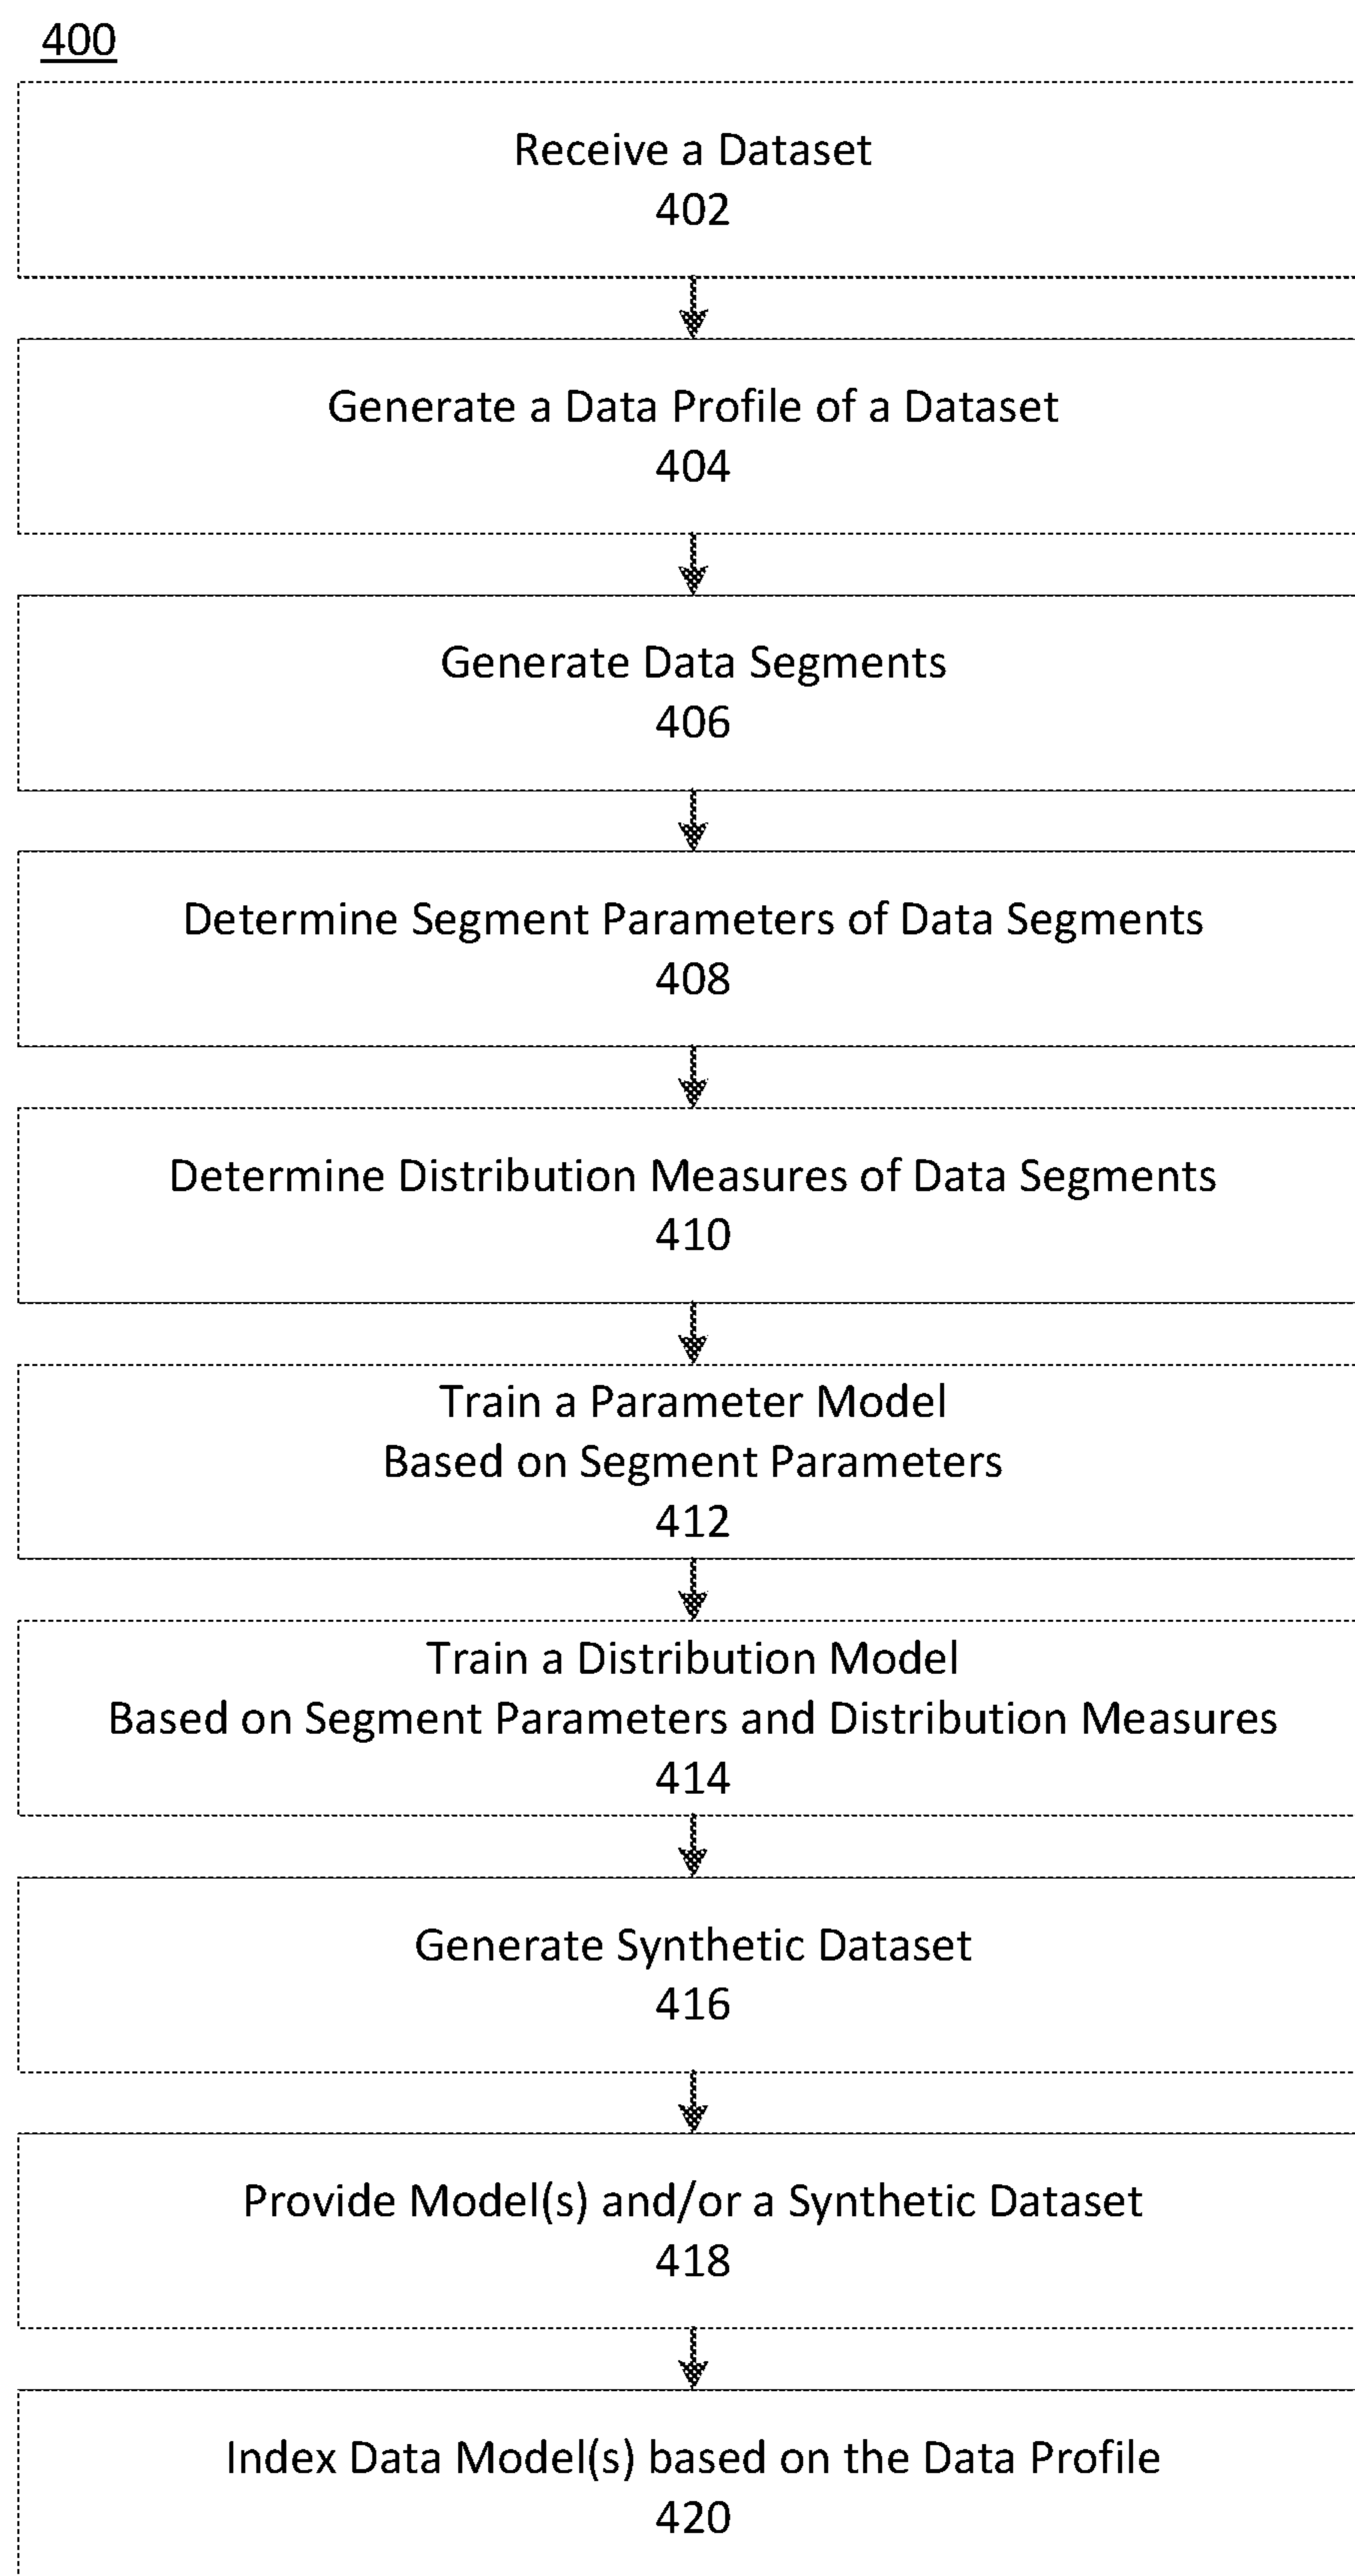 400
Receive a Dataset
402
Generate a Data Profile of a Dataset
404
Generate Data Segments
406
Determine Segment Parameters of Data Segments
408
Determine Distribution Measures of Data Segments
410
Train a Parameter Model
Based on Segment Parameters
412
Train a Distribution Model
Based on Segment Parameters and Distribution Measures
414
Generate Synthetic Dataset
416
Provide Model(s) and/or a Synthetic Dataset
418
Index Data Model(s) based on the Data Profile
420